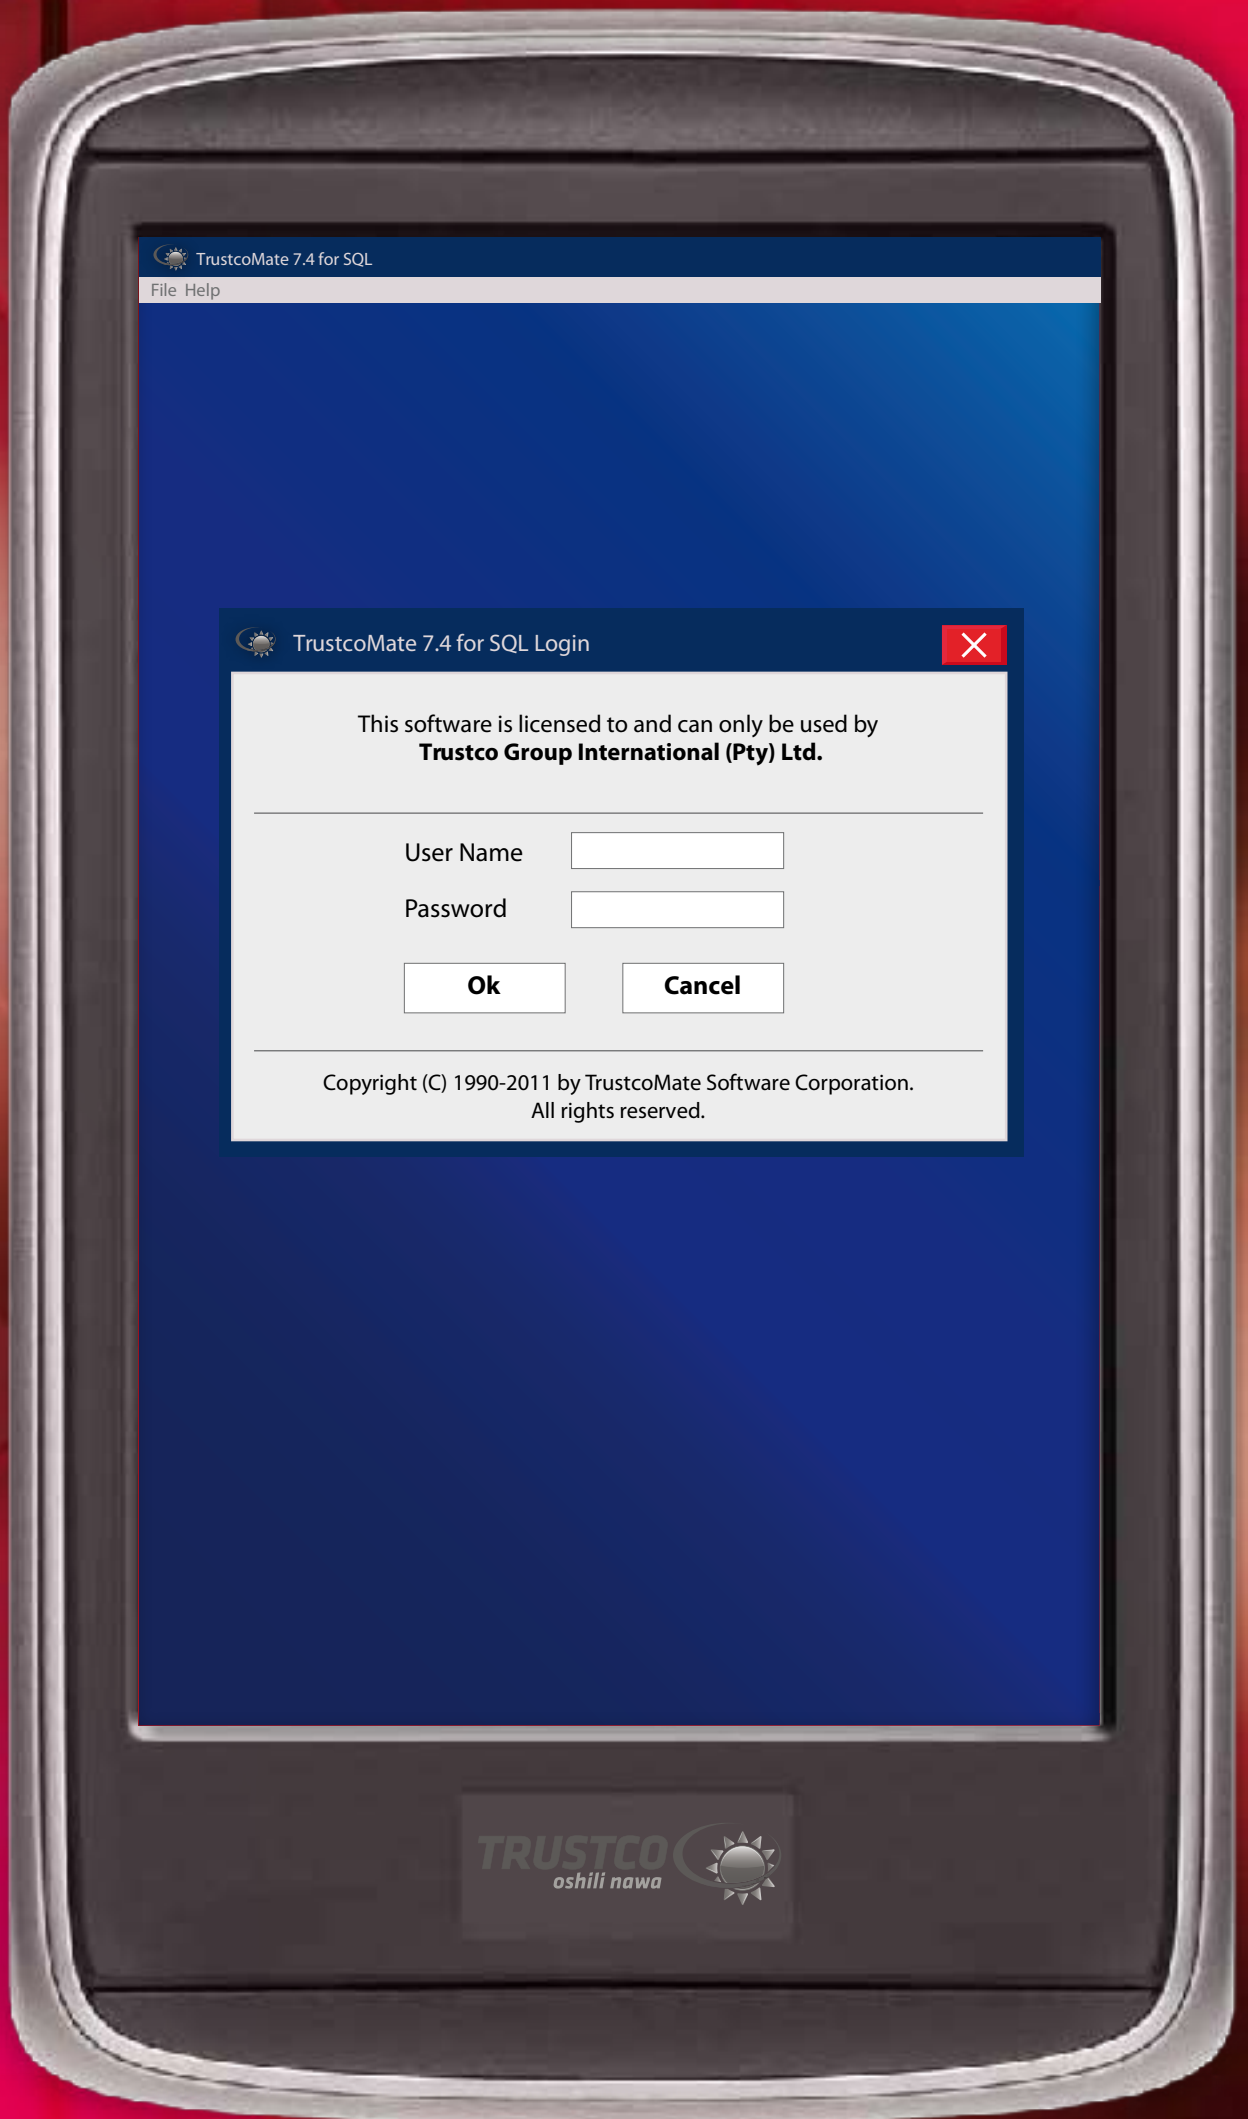 TrustcoMate 7.4 for SQL
File Help
TrustcoMate 7.4 for SQL Login
This software is licensed to and can only be used by
Trustco Group International (Pty) Ltd.
User Name
Password
Ok Cancel
Copyright (C) 1990-2011 by TrustcoMate Software Corporation.
All rights reserved.
TRUSTCO
oshili nawa